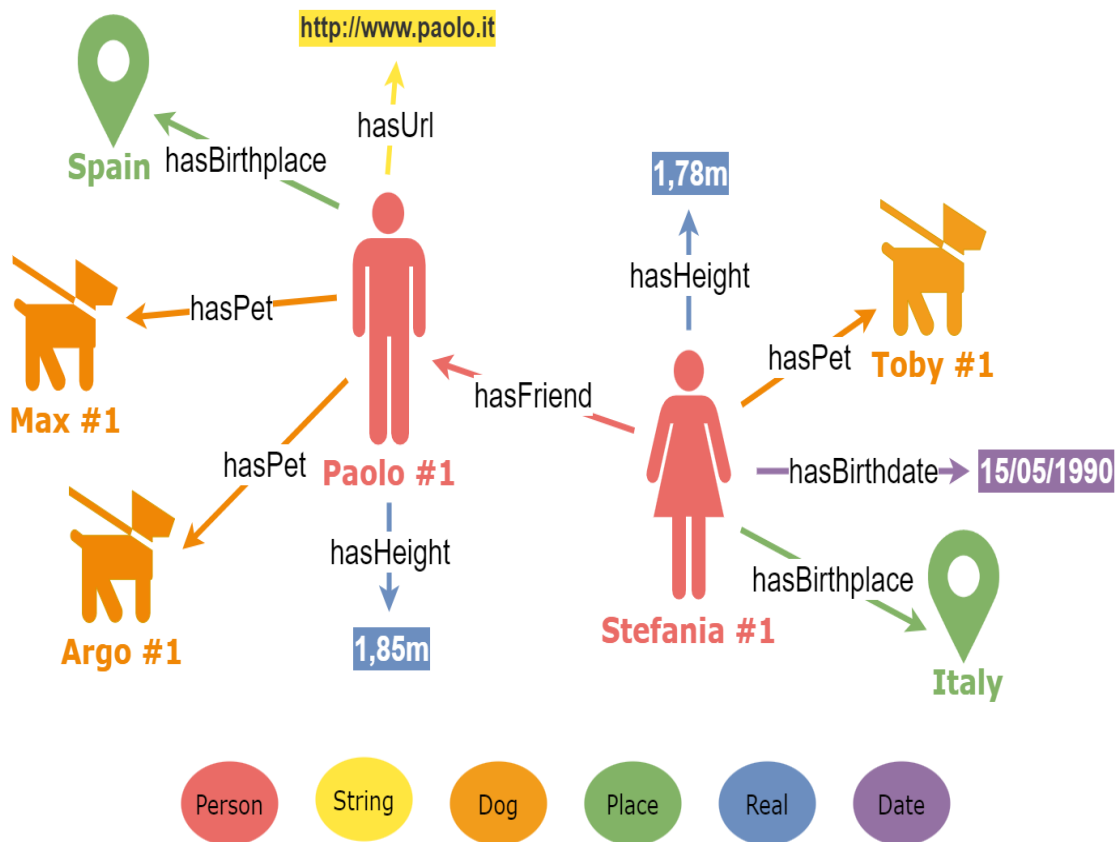 http://www.paolo.it
hasUrl
Spain
hasBirthplace
1,78m
hasHeight
hasPet
Max #1
hasFriend
hasPet
Toby #1
hasPet
Paolo #1
hasBirthdate
15/05/1990
hasHeight
hasBirthplace
Argo #1
1,85m
Stefania #1
Italy
Person
String
Dog
Place
Real
Date